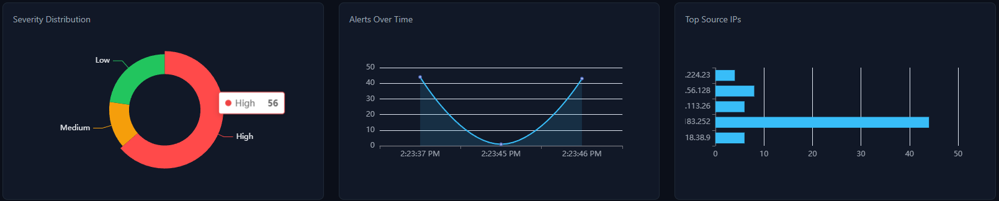 Severity Distribution
Low
High 56
Medium
High
Alerts Over Time
50
40
30
20
10
0
2:23:37 PM
2:23:45 PM
2:23:46 PM
Top Source IPs
.224.23
.56.128
.113.26
83.252
18.38.9
0
10
20
30
40
50